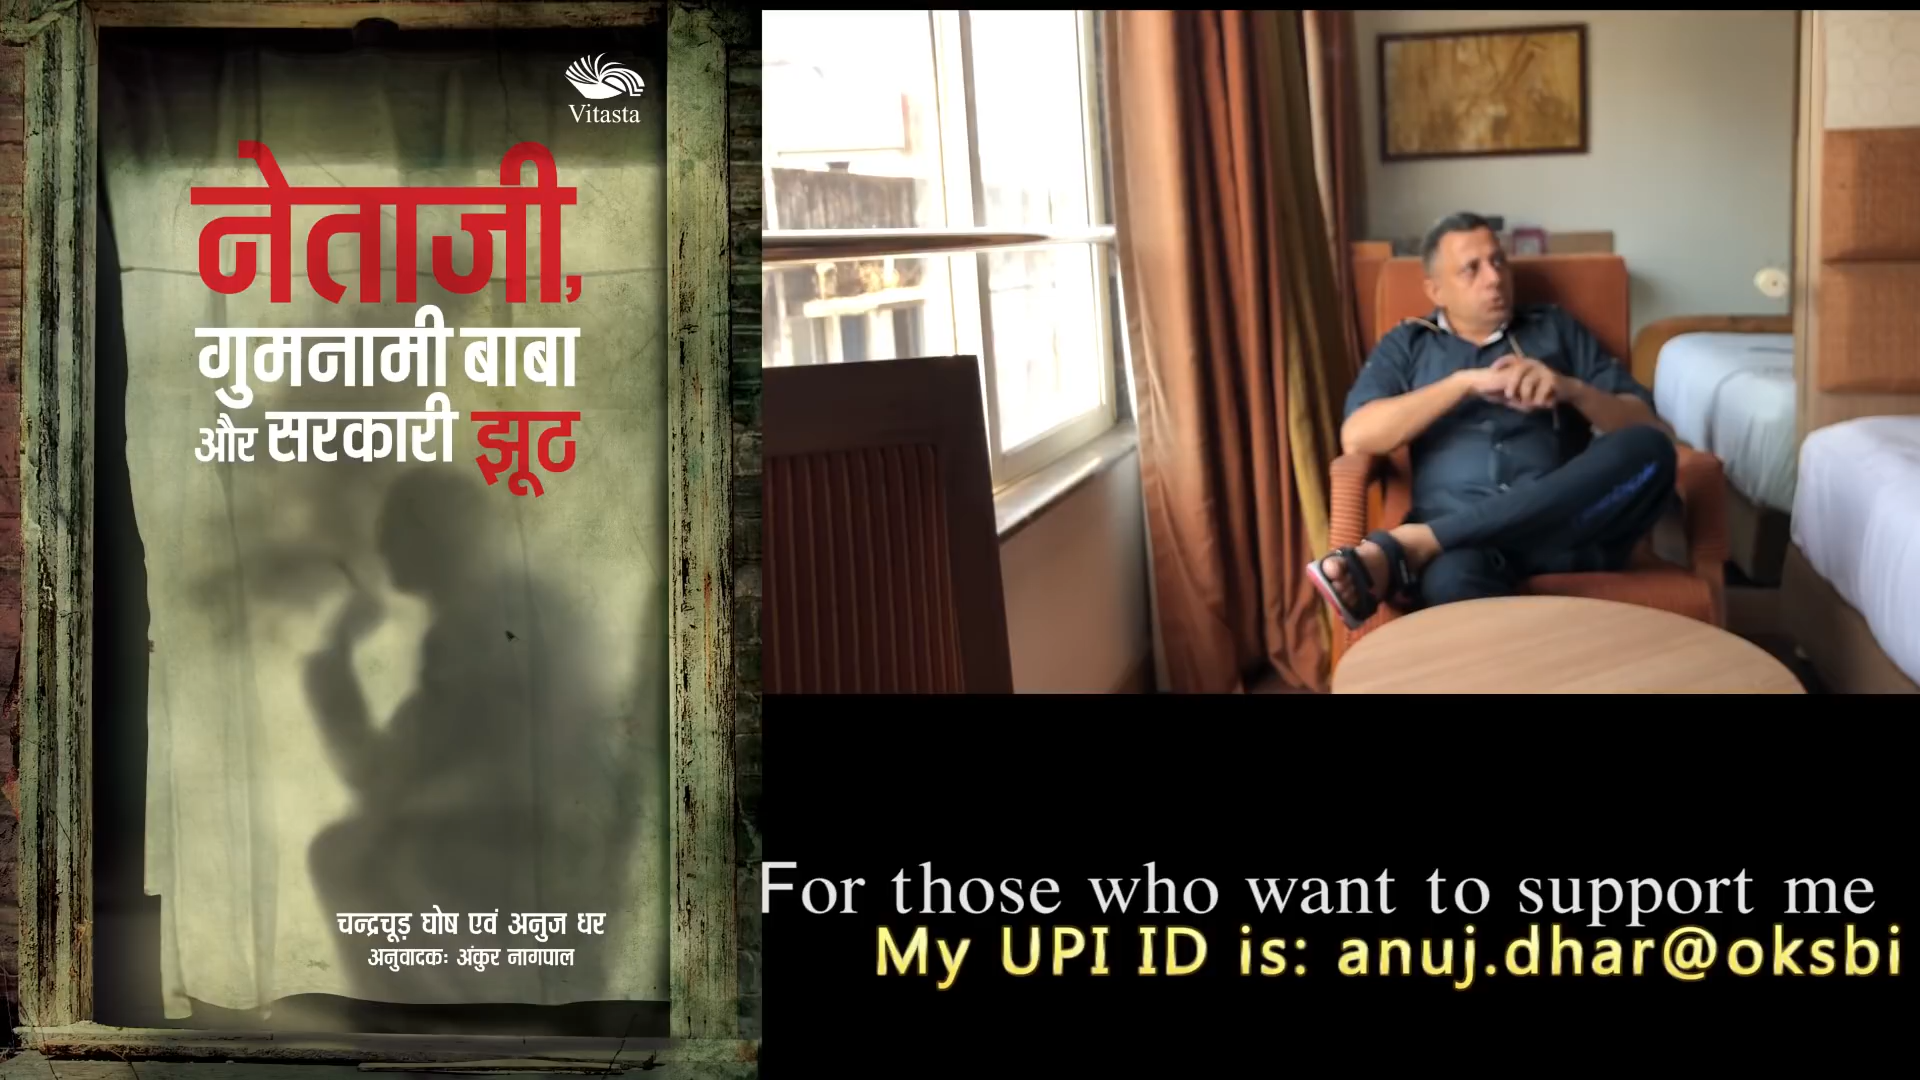 Vitasta
नेताजी,
गुमनामी बाबा
और सरकारी झूठ
चन्द्रचूड़ घोष एवं अनुज धर
अनुवादकः अंकुर नागपाल
For those who want to support me
My UPI ID is: anuj.dhar@oksbi